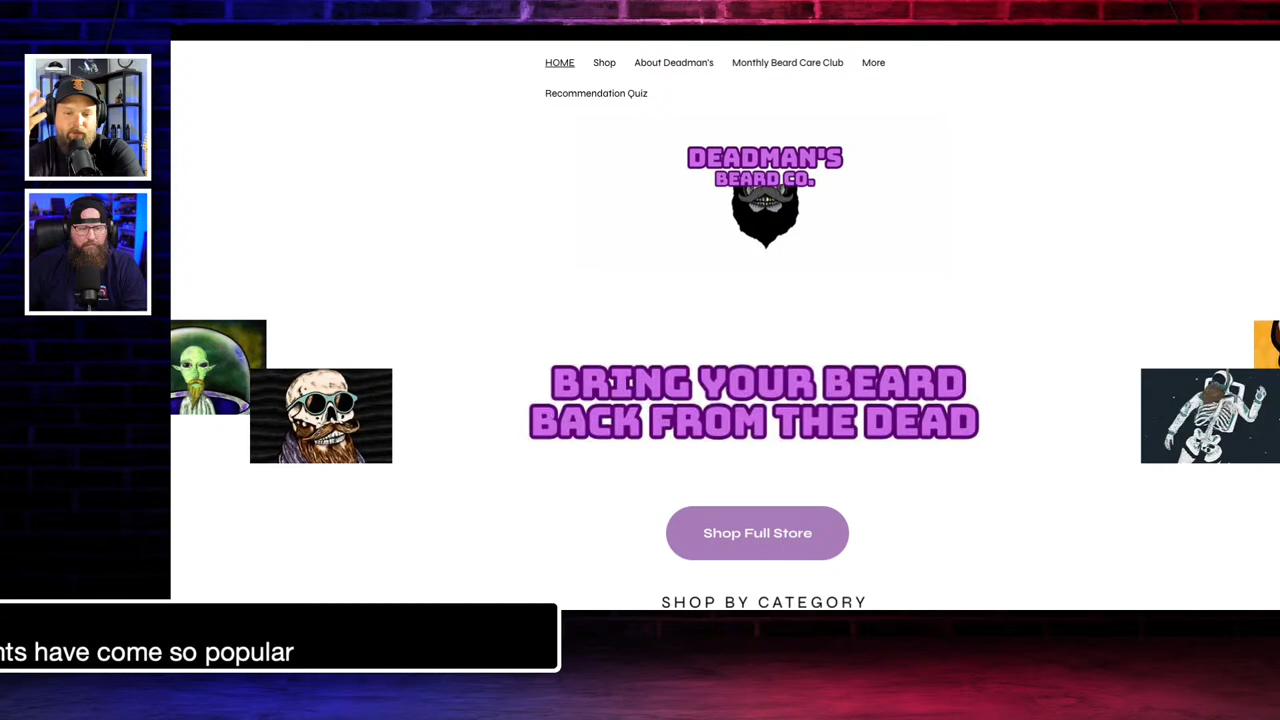 HOME Shop About Deadman's Monthly Beard Care Club More
Recommendation Quiz
DEADMAN'S
BEARD CO.
BRING YOUR BEARD
BACK FROM THE DEAD
Shop Full Store
SHOP BY CATEGORY
have come so popular